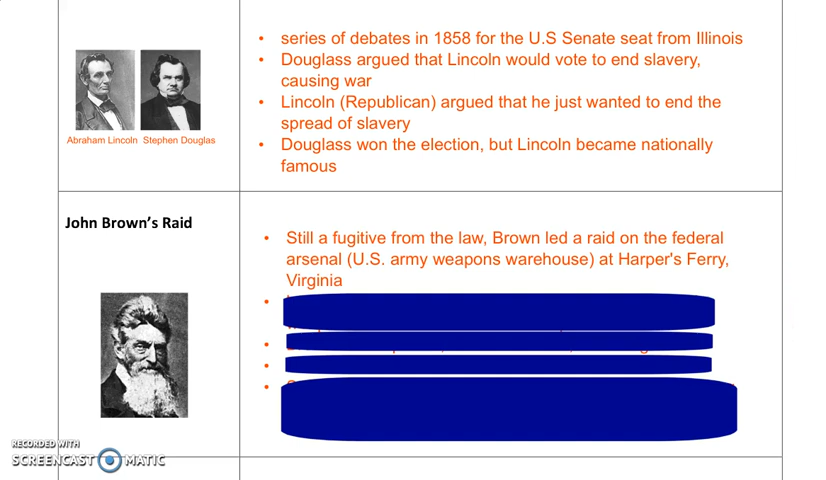 • series of debates in 1858 for the U.S Senate seat from Illinois
• Douglass argued that Lincoln would vote to end slavery,
causing war
• Lincoln (Republican) argued that he just wanted to end the
spread of slavery
• Douglass won the election, but Lincoln became nationally
famous
Abraham Lincoln Stephen Douglas
John Brown's Raid
• Still a fugitive from the law, Brown led a raid on the federal
arsenal (U.S. army weapons warehouse) at Harper's Ferry,
Virginia
RECORDED WITH
SCREENCAST MATIC